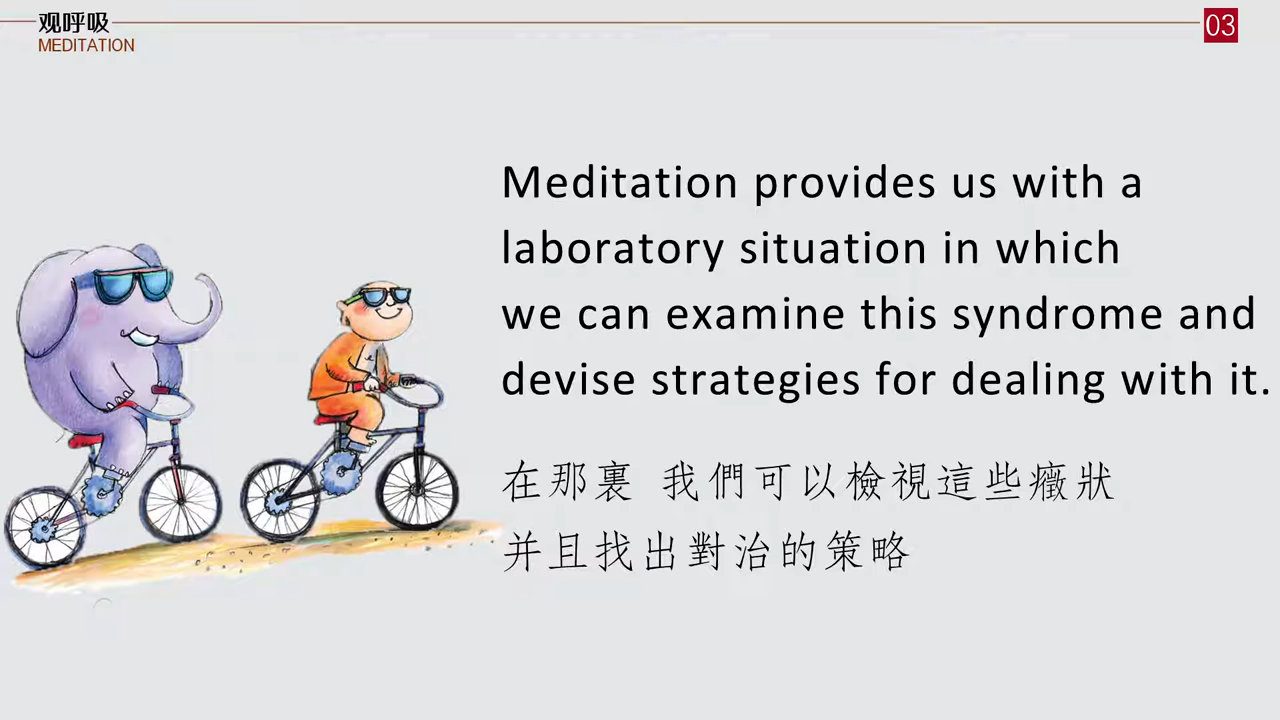 观呼吸
MEDITATION
03
Meditation provides us with a
laboratory situation in which
we can examine this syndrome and
devise strategies for dealing with it.
在那裏 我們可以檢視這些癥狀
并且找出對治的策略